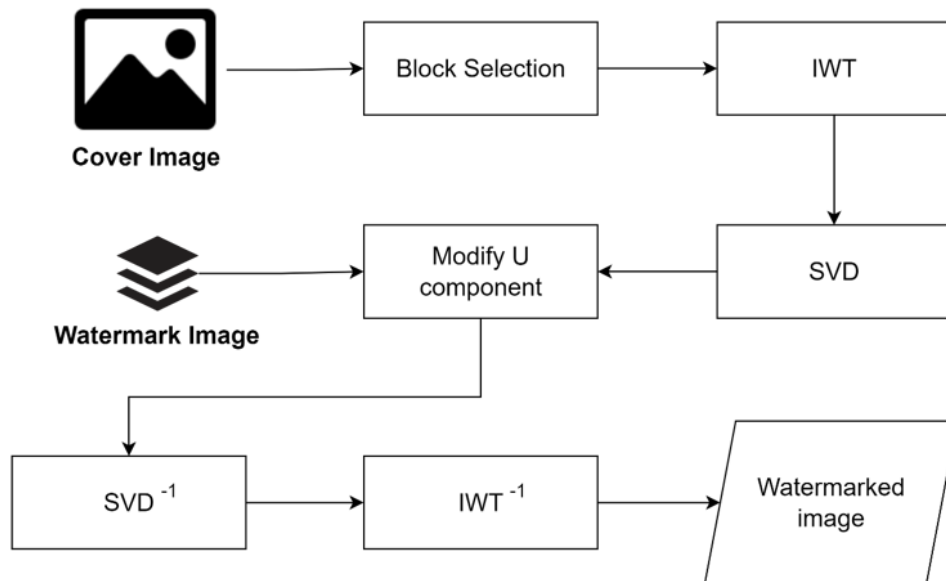 Block Selection
IWT
Cover Image
Modify U
component
SVD
Watermark Image
SVD -1
IWT -1
Watermarked
image